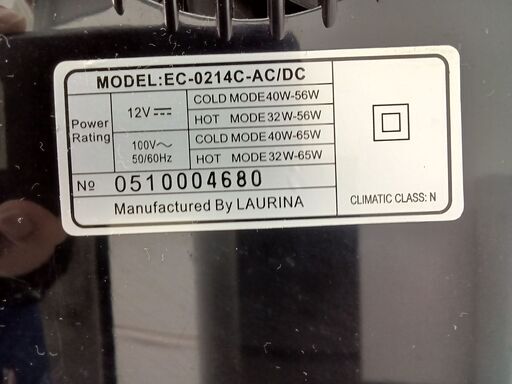 MODEL:EC-0214C-AC/DC
Power Rating
12V⎓
COLD MODE40W-56W
HOT MODE32W-56W
100V～
50/60Hz
COLD MODE40W-65W
HOT MODE32W-65W
№ 0510004680
Manufactured By LAURINA
CLIMATIC CLASS: N